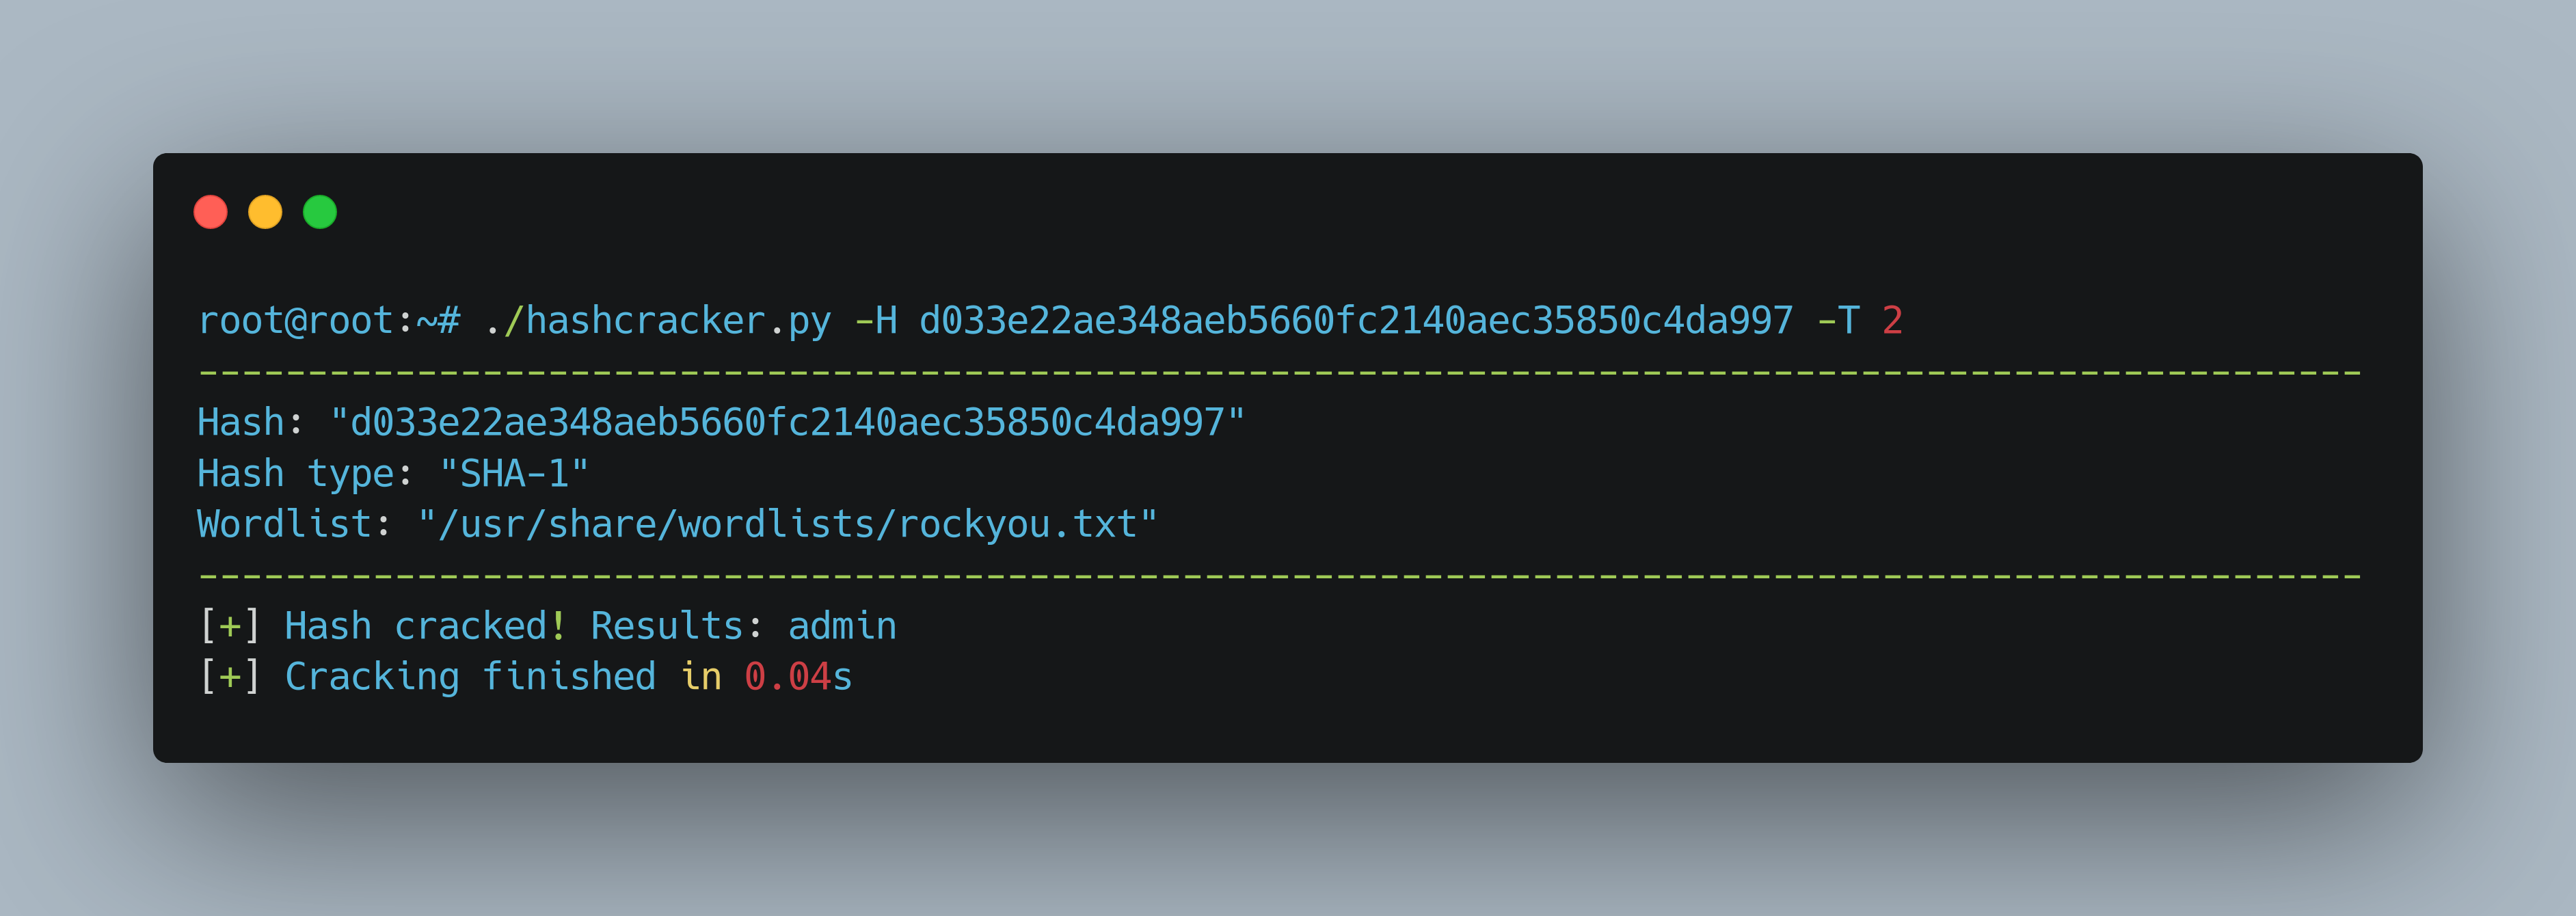 root@root:~# ./hashcracker.py -H d033e22ae348aeb5660fc2140aec35850c4da997 -T 2
---------------------------------------------------------------------------------------------------
Hash: "d033e22ae348aeb5660fc2140aec35850c4da997"
Hash type: "SHA-1"
Wordlist: "/usr/share/wordlists/rockyou.txt"
---------------------------------------------------------------------------------------------------
[+] Hash cracked! Results: admin
[+] Cracking finished in 0.04s